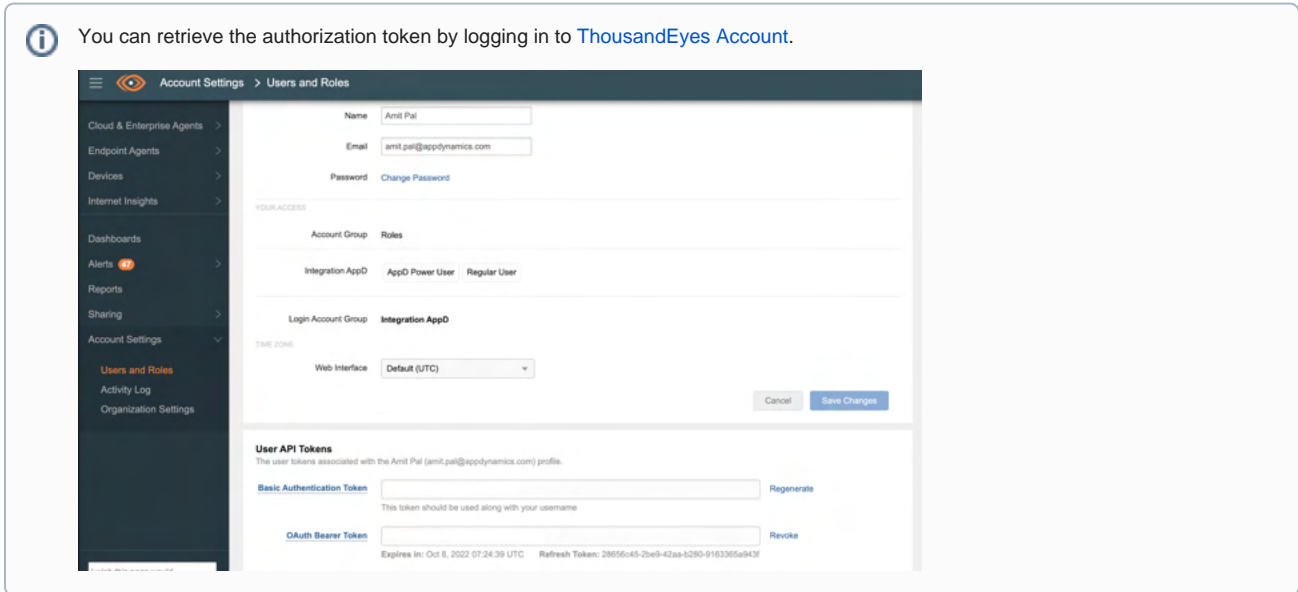 You can retrieve the authorization token by logging in to ThousandEyes Account.
Account Settings > Users and Roles
Cloud & Enterprise Agents >
Endpoint Agents >
Devices >
Internet Insights >
Dashboards
Alerts 47 >
Reports
Sharing >
Account Settings
Users and Roles
Activity Log
Organization Settings
Name Amit Pal
Email amit.pal@appdynamics.com
Password Change Password
YOUR ACCESS
Account Group Roles
Integration AppD AppD Power User Regular User
Login Account Group Integration AppD
TIME ZONE
Web Interface Default (UTC)
Cancel Save Changes
User API Tokens
The user tokens associated with the Amit Pal (amit.pal@appdynamics.com) profile.
Basic Authentication Token Regenerate
This token should be used along with your username
OAuth Bearer Token Revoke
Expires in: Oct 8, 2022 07:24:39 UTC Refresh Token: 28656c45-2be9-42aa-b280-9163365a943f